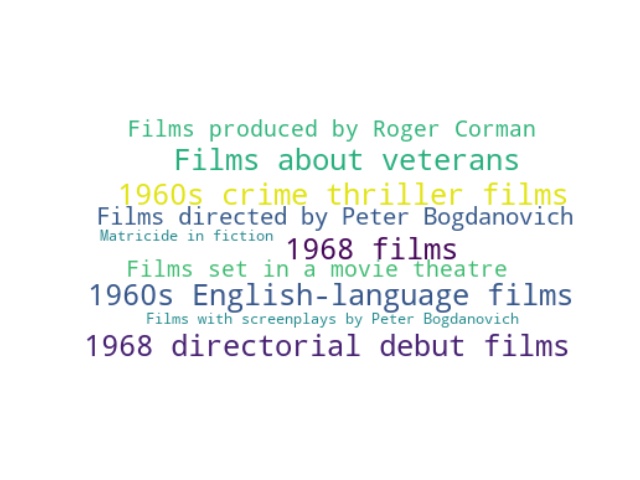 Films produced by Roger Corman
Films about veterans
1960s crime thriller films
Films directed by Peter Bogdanovich
Matricide in fiction
1968 films
Films set in a movie theatre
1960s English-language films
Films with screenplays by Peter Bogdanovich
1968 directorial debut films